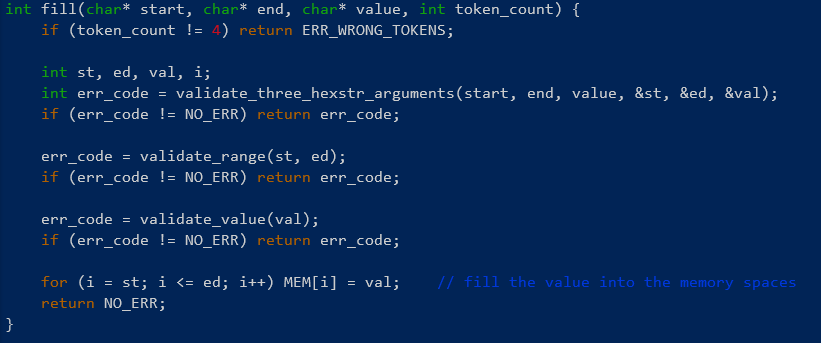 int fill(char* start, char* end, char* value, int token_count) {
    if (token_count != 4) return ERR_WRONG_TOKENS;

    int st, ed, val, i;
    int err_code = validate_three_hexstr_arguments(start, end, value, &st, &ed, &val);
    if (err_code != NO_ERR) return err_code;

    err_code = validate_range(st, ed);
    if (err_code != NO_ERR) return err_code;

    err_code = validate_value(val);
    if (err_code != NO_ERR) return err_code;

    for (i = st; i <= ed; i++) MEM[i] = val;    // fill the value into the memory spaces
    return NO_ERR;
}